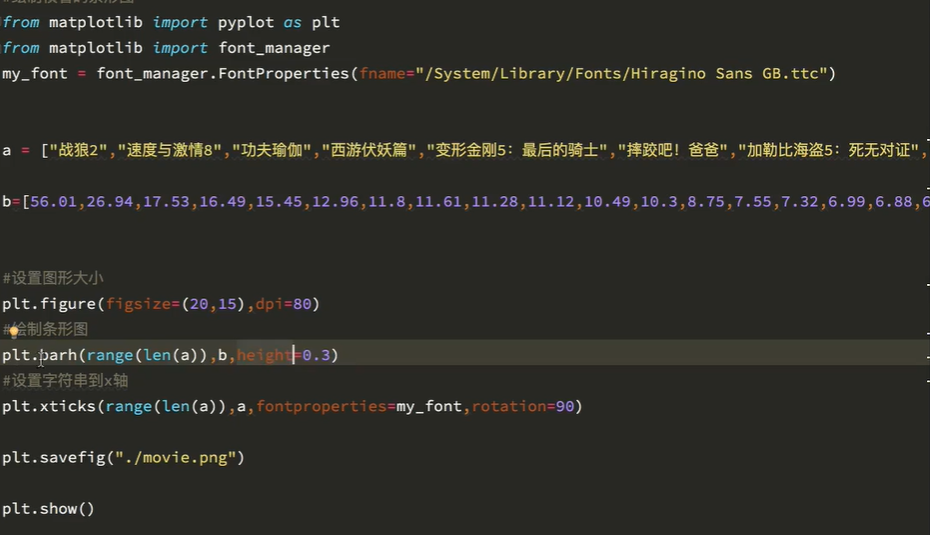 from matplotlib import pyplot as plt
from matplotlib import font_manager
my_font = font_manager.FontProperties(fname="/System/Library/Fonts/Hiragino Sans GB.ttc")
a = ["战狼2","速度与激情8","功夫瑜伽","西游伏妖篇","变形金刚5：最后的骑士","摔跤吧！爸爸","加勒比海盗5：死无对证",
b=[56.01,26.94,17.53,16.49,15.45,12.96,11.8,11.61,11.28,11.12,10.49,10.3,8.75,7.55,7.32,6.99,6.88,6
#设置图形大小
plt.figure(figsize=(20,15),dpi=80)
#绘制条形图
plt.barh(range(len(a)),b,height=0.3)
#设置字符串到x轴
plt.xticks(range(len(a)),a,fontproperties=my_font,rotation=90)
plt.savefig("./movie.png")
plt.show()